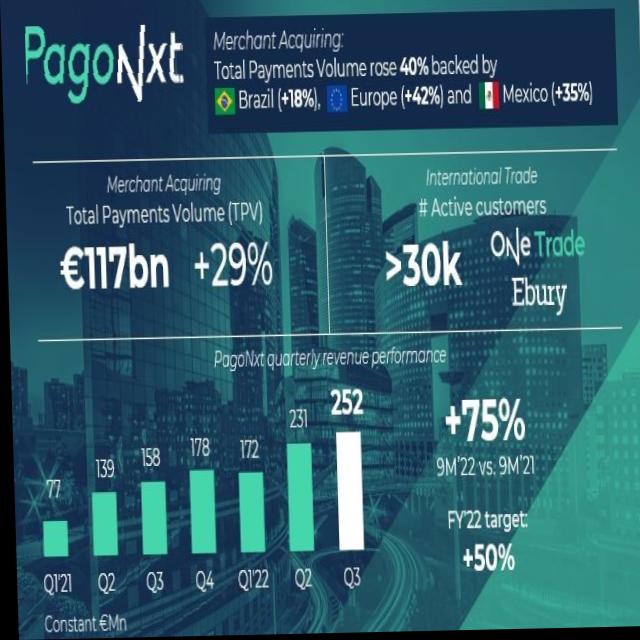 PagoNxt
Merchant Acquiring:
Total Payments Volume rose 40% backed by
Brazil (+18%), Europe (+42%) and Mexico (+35%)
Merchant Acquiring
Total Payments Volume (TPV)
€117bn +29%
International Trade
# Active customers
>30k
One Trade
Ebury
PagoNxt quarterly revenue performance
77 139 158 178 172 231 252
Q1'21 Q2 Q3 Q4 Q1'22 Q2 Q3
Constant €Mn
+75%
9M'22 vs. 9M'21
FY'22 target:
+50%